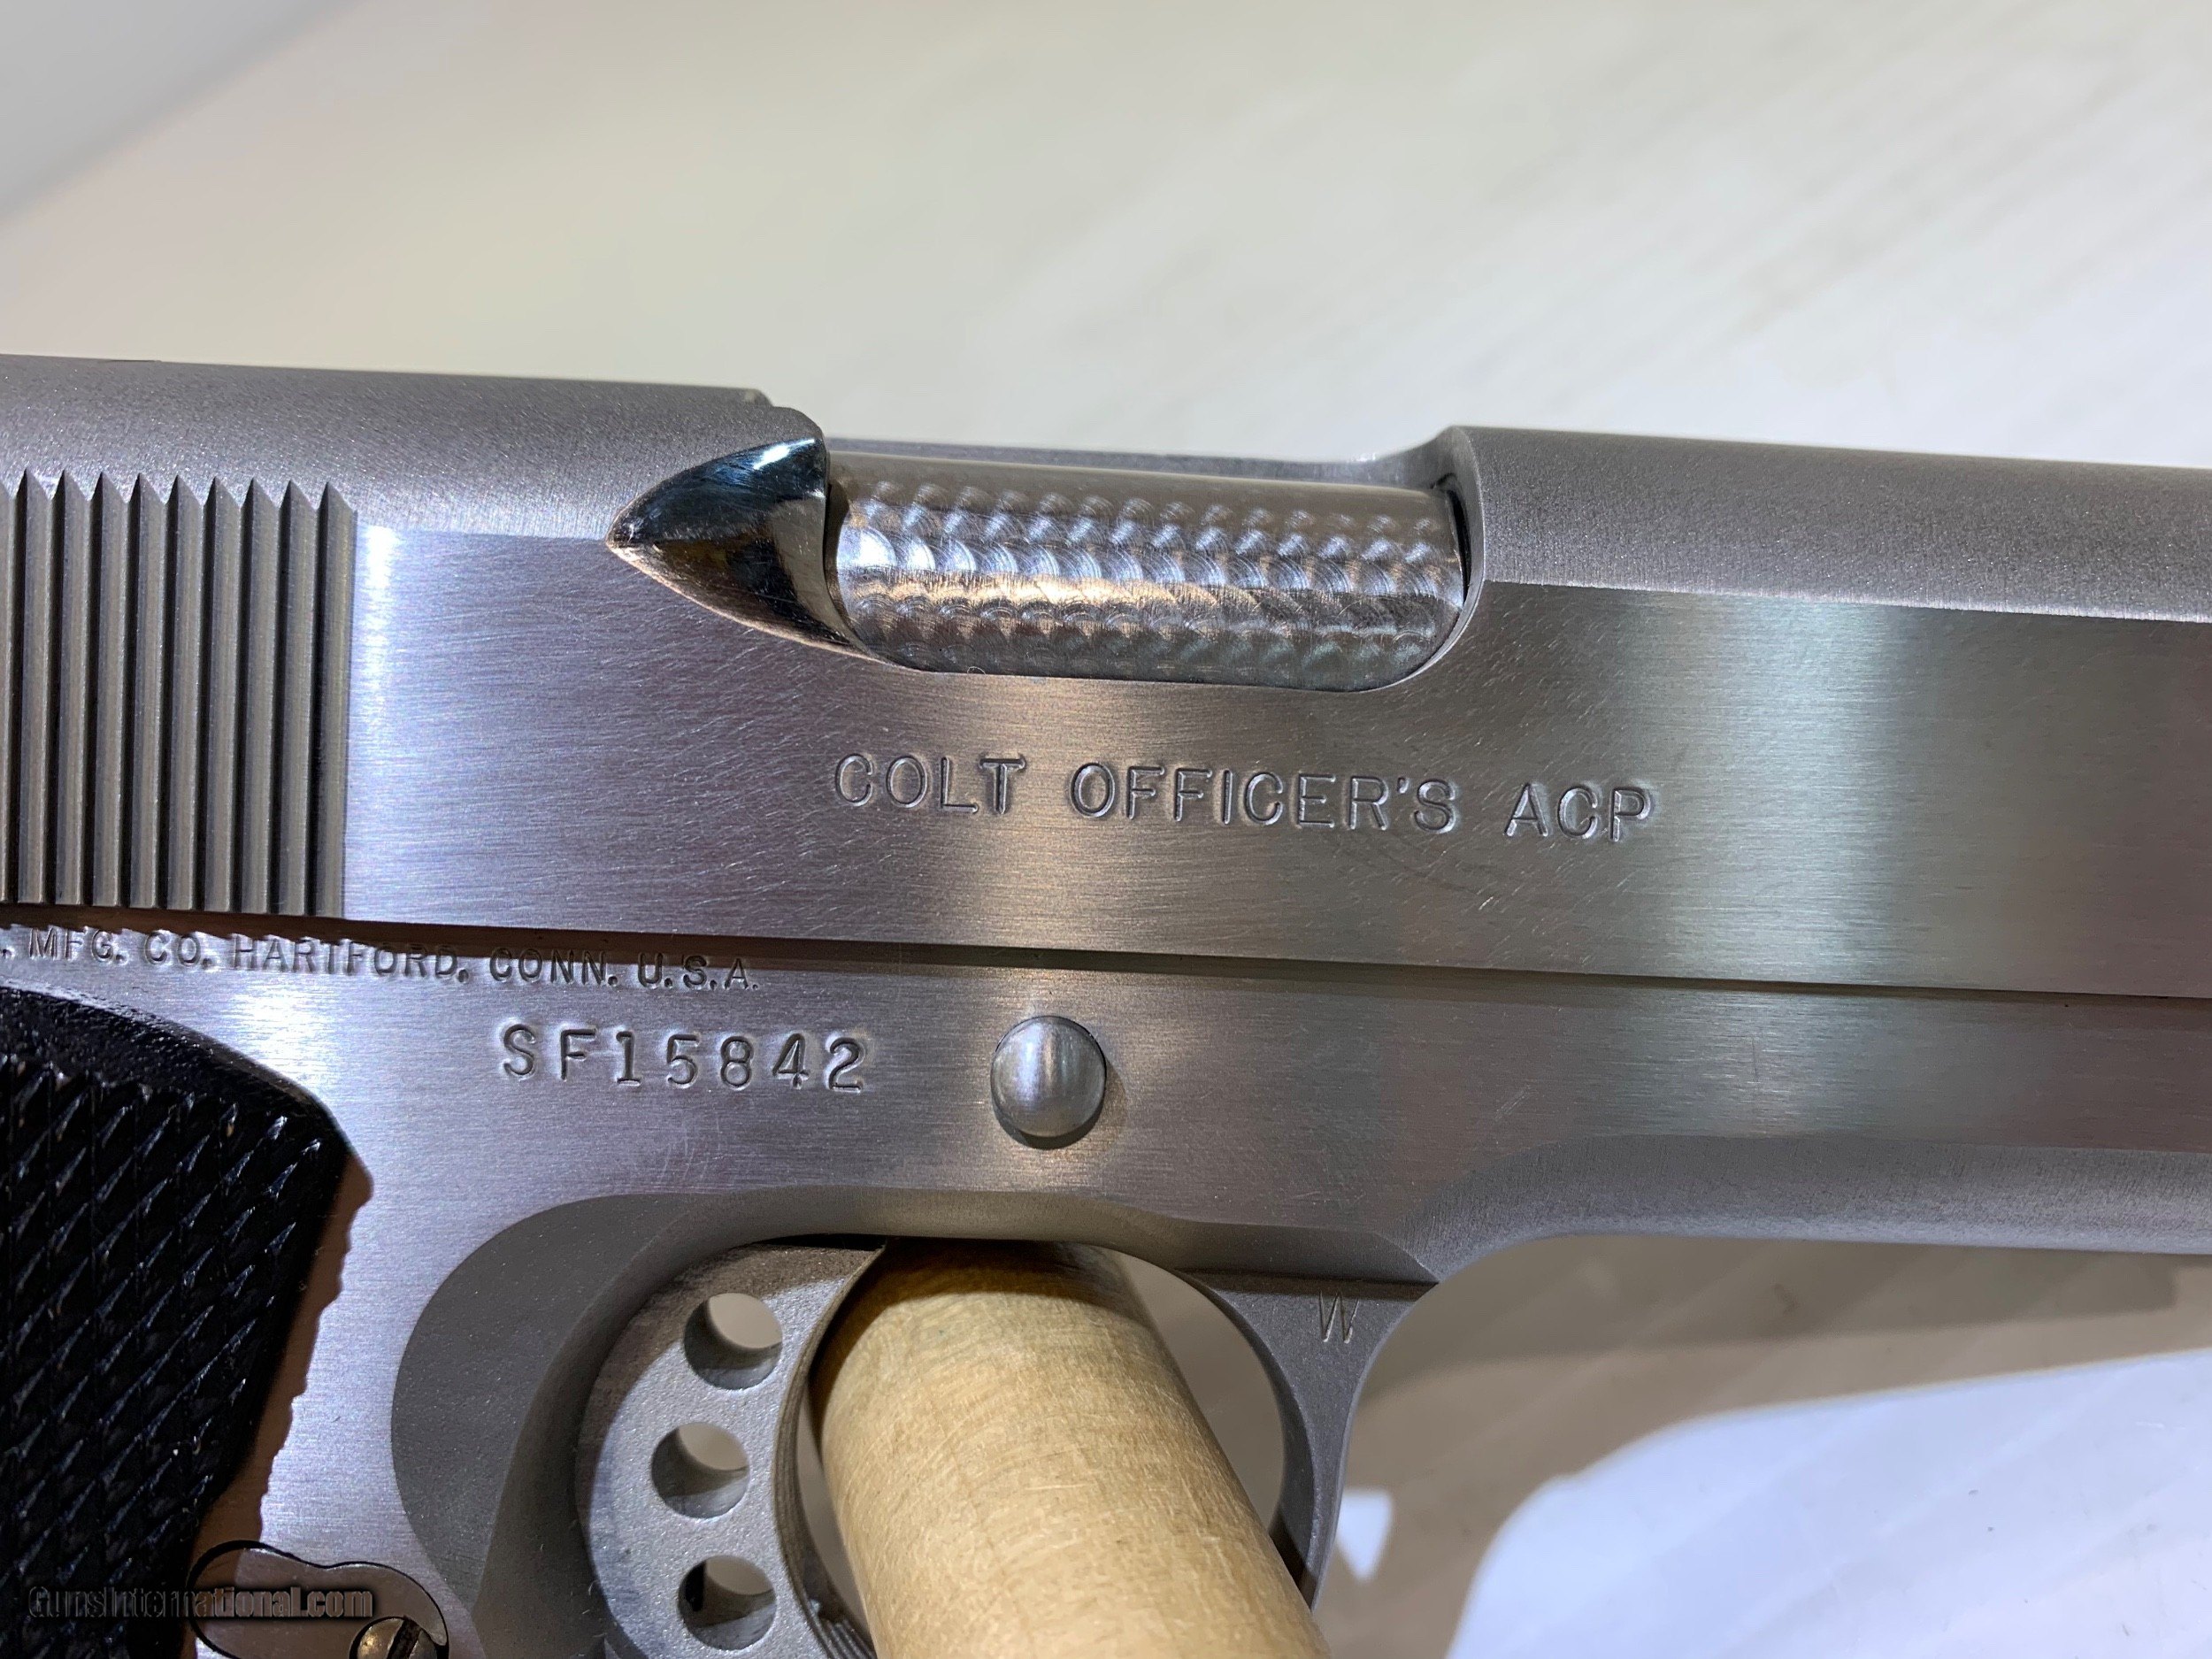 COLT OFFICER'S ACP
. MFG. CO. HARTFORD. CONN. U.S.A.
SF15842
W
GunsInternational.com